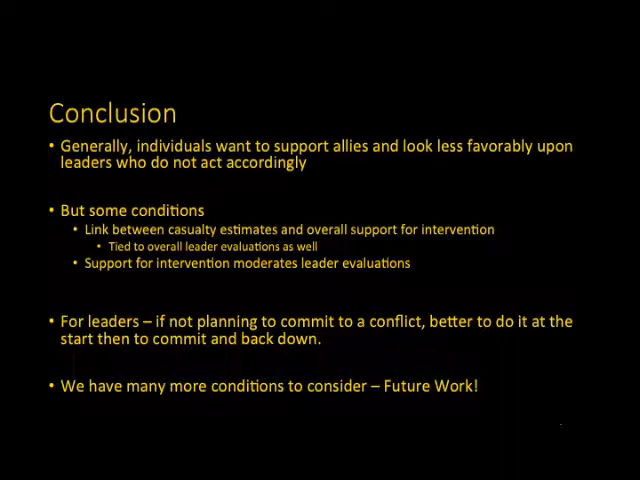 Conclusion
• Generally, individuals want to support allies and look less favorably upon
leaders who do not act accordingly
• But some conditions
• Link between casualty estimates and overall support for intervention
• Tied to overall leader evaluations as well
• Support for intervention moderates leader evaluations
• For leaders – if not planning to commit to a conflict, better to do it at the
start then to commit and back down.
• We have many more conditions to consider – Future Work!